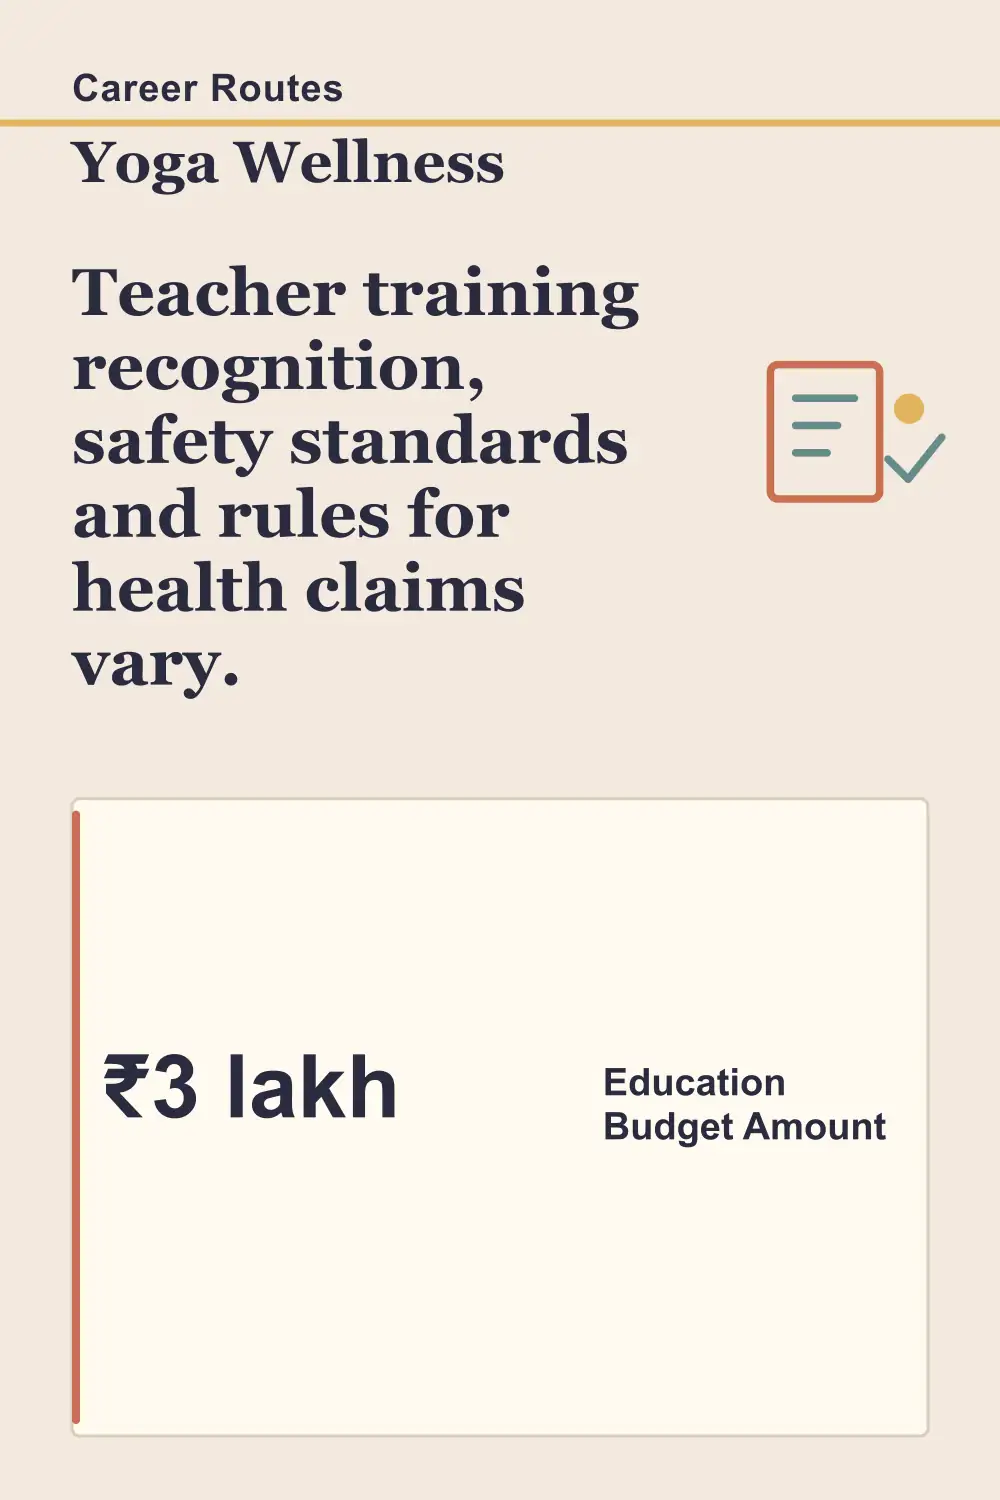 Career Routes
Yoga Wellness
Teacher training
recognition,
safety standards
and rules for
health claims
vary.
₹3 lakh
Education
Budget Amount